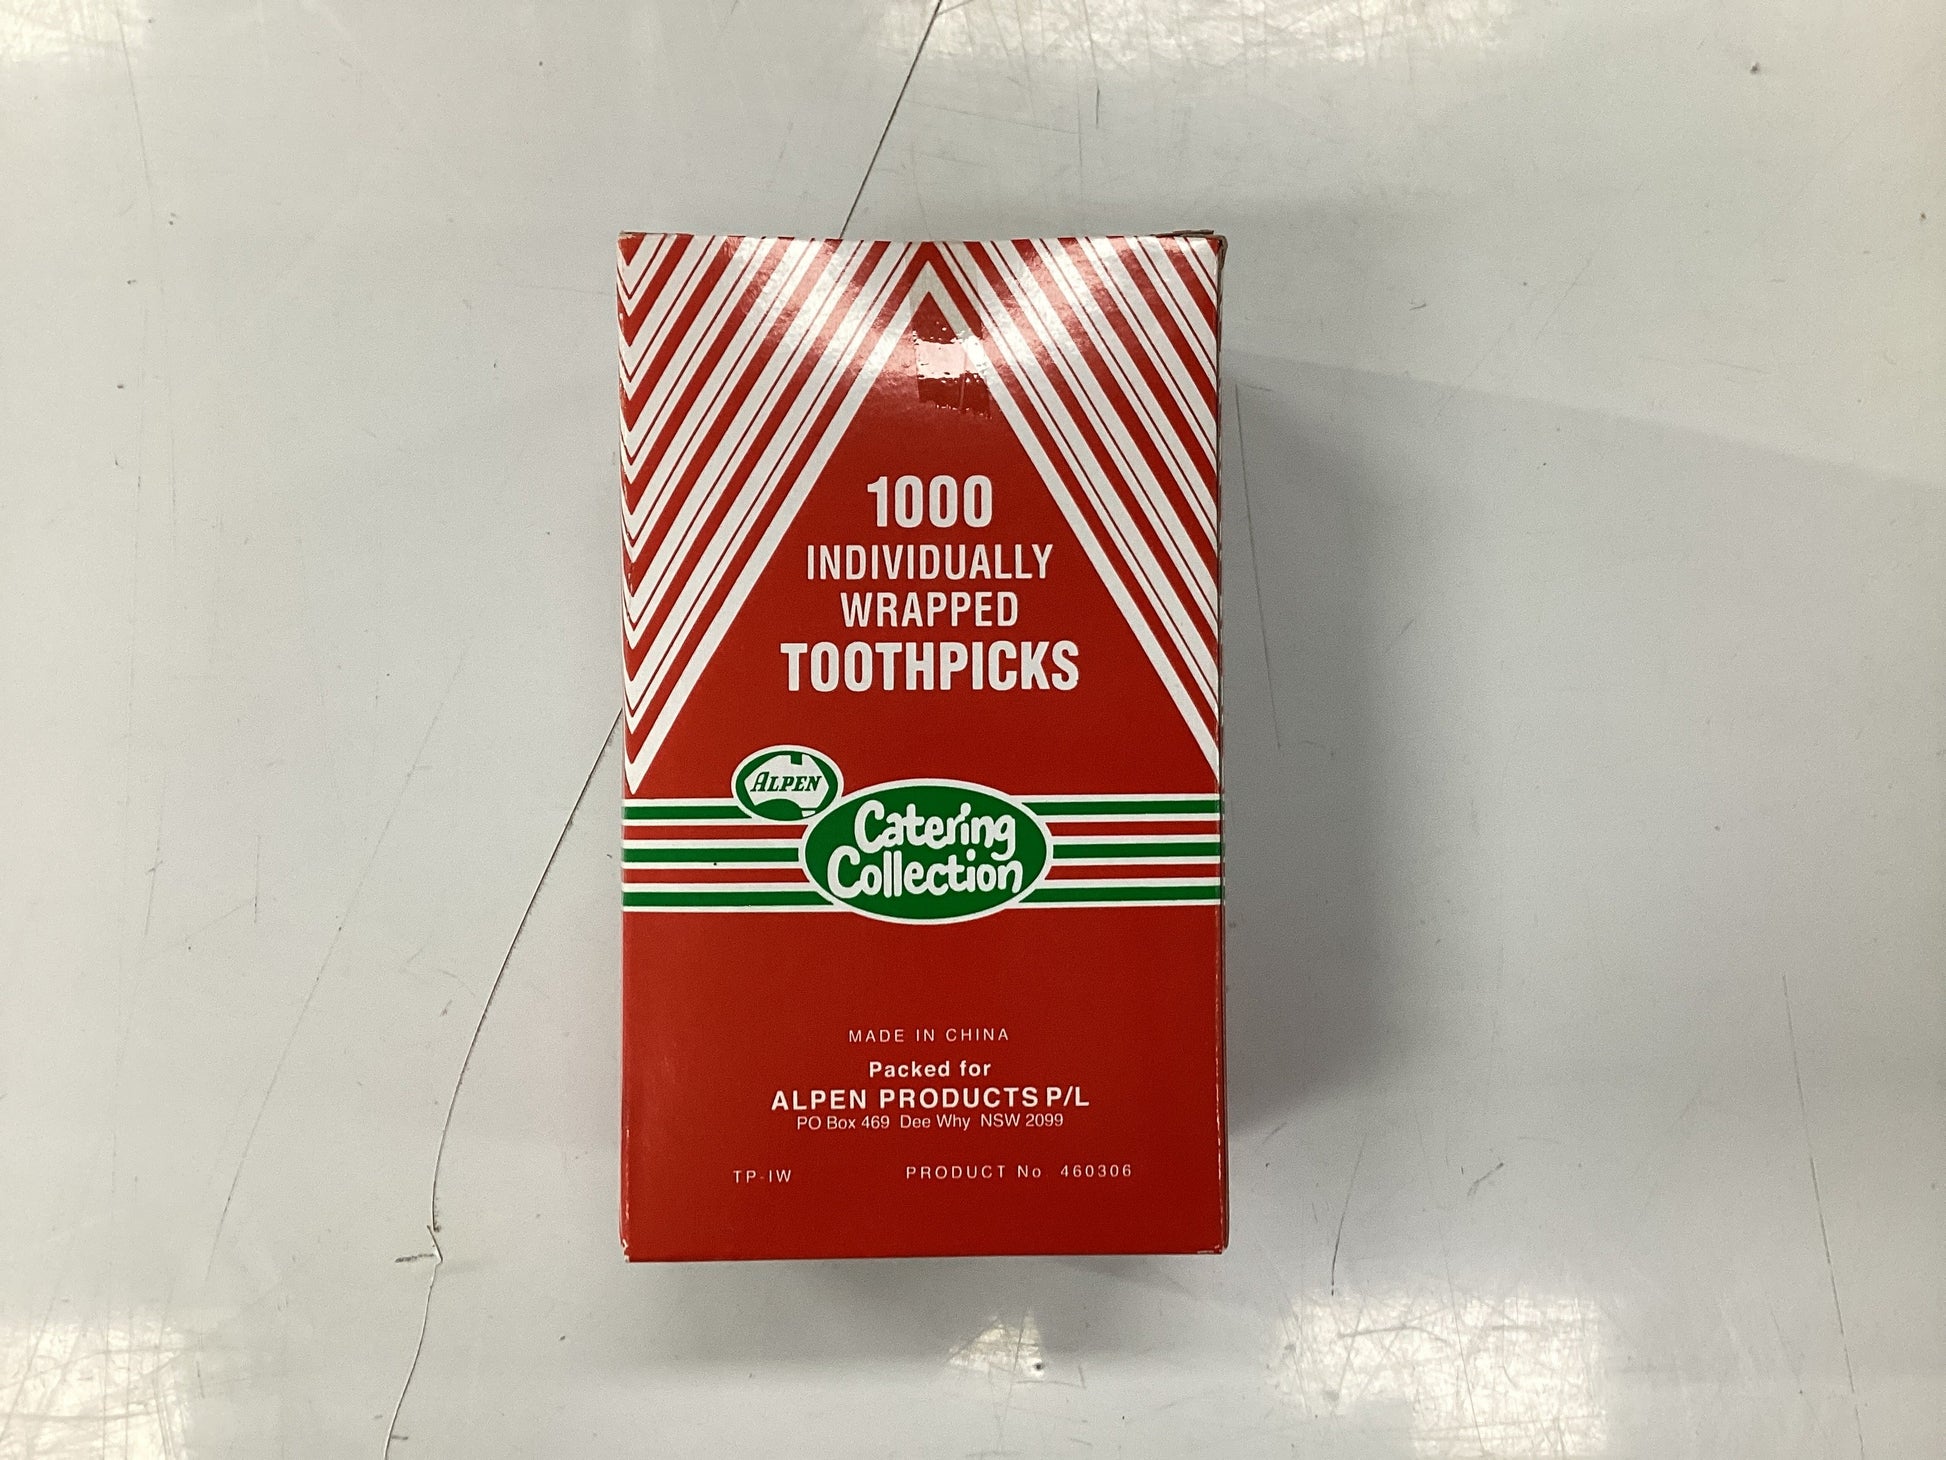 1000
INDIVIDUALLY
WRAPPED
TOOTHPICKS
ALPEN
Catering
Collection
MADE IN CHINA
Packed for
ALPEN PRODUCTS P/L
PO Box 469 Dee Why NSW 2099
TP-IW PRODUCT No 460306